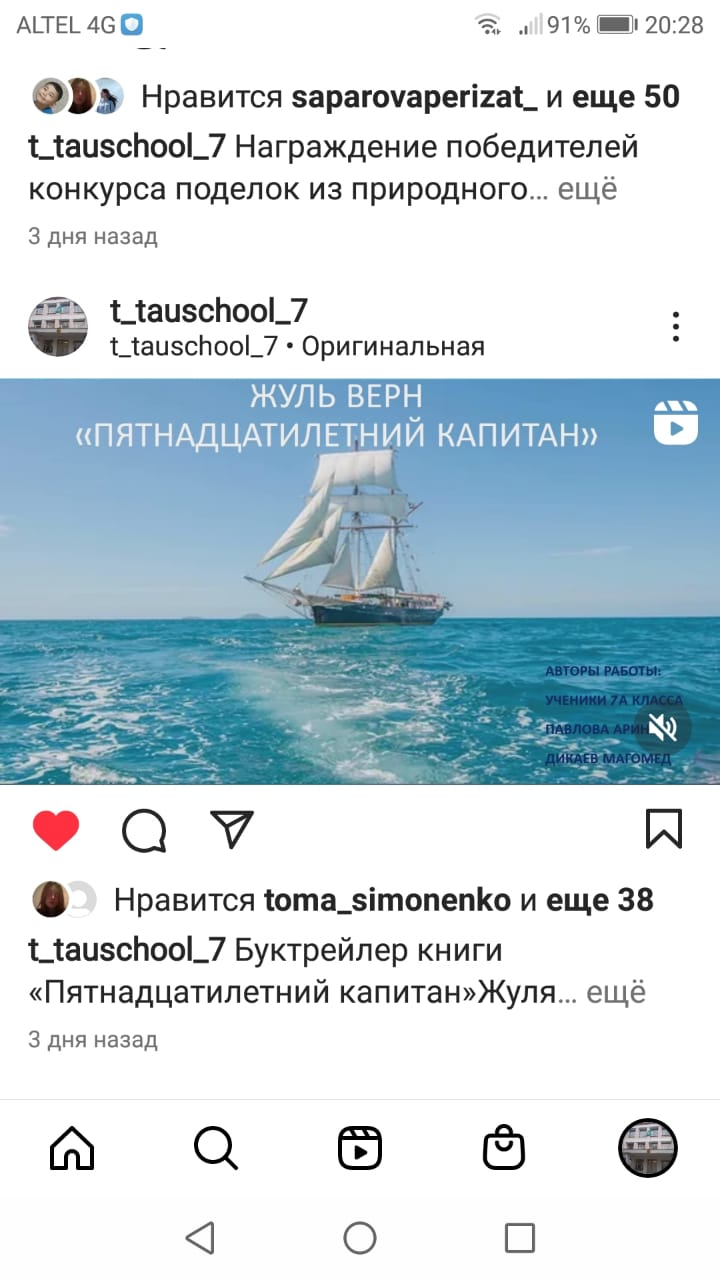 ALTEL 4G 91% 20:28
Нравится saparovaperizat_ и еще 50
t_tauschool_7 Награждение победителей
конкурса поделок из природного... ещё
3 дня назад
t_tauschool_7
t_tauschool_7 • Оригинальная
ЖУЛЬ ВЕРН
«ПЯТНАДЦАТИЛЕТНИЙ КАПИТАН»
АВТОРЫ РАБОТЫ:
УЧЕНИКИ 7А КЛАССА
ПАВЛОВА АРИН
ДИКАЕВ МАГОМЕД
Нравится toma_simonenko и еще 38
t_tauschool_7 Буктрейлер книги
«Пятнадцатилетний капитан»Жуля... ещё
3 дня назад